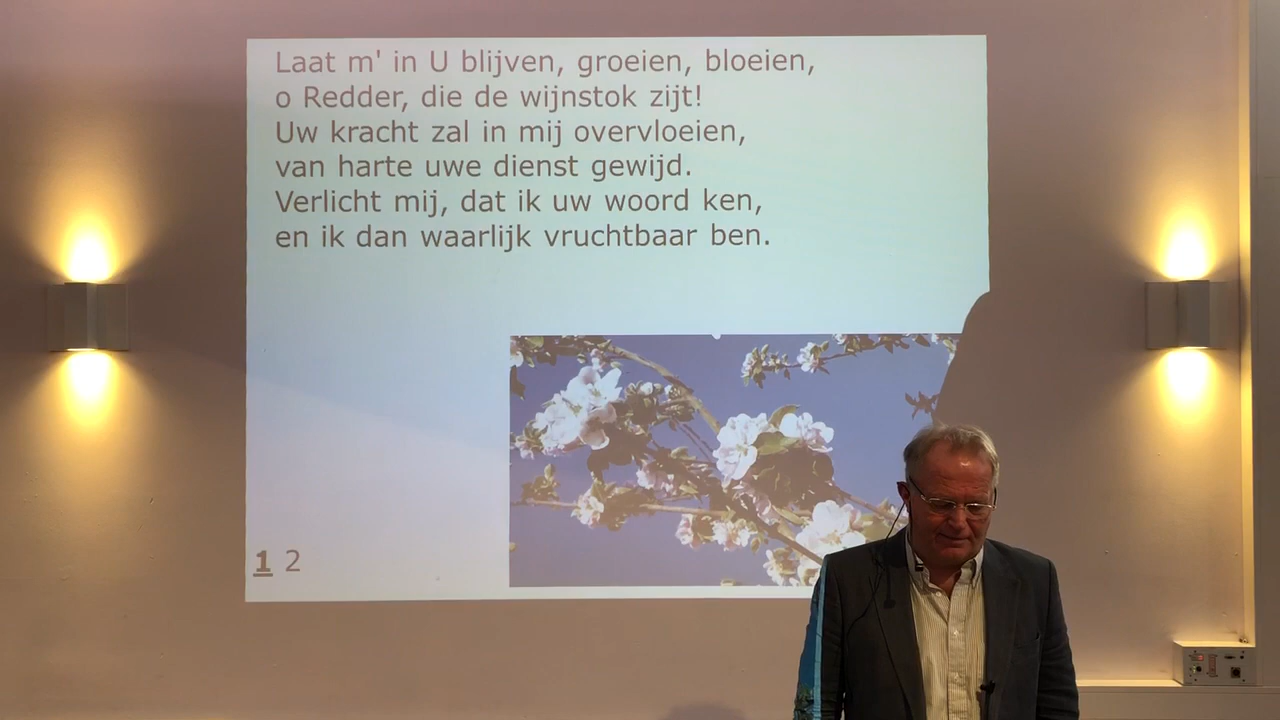 Laat m' in U blijven, groeien, bloeien,
o Redder, die de wijnstok zijt!
Uw kracht zal in mij overvloeien,
van harte uwe dienst gewijd.
Verlicht mij, dat ik uw woord ken,
en ik dan waarlijk vruchtbaar ben.
1 2